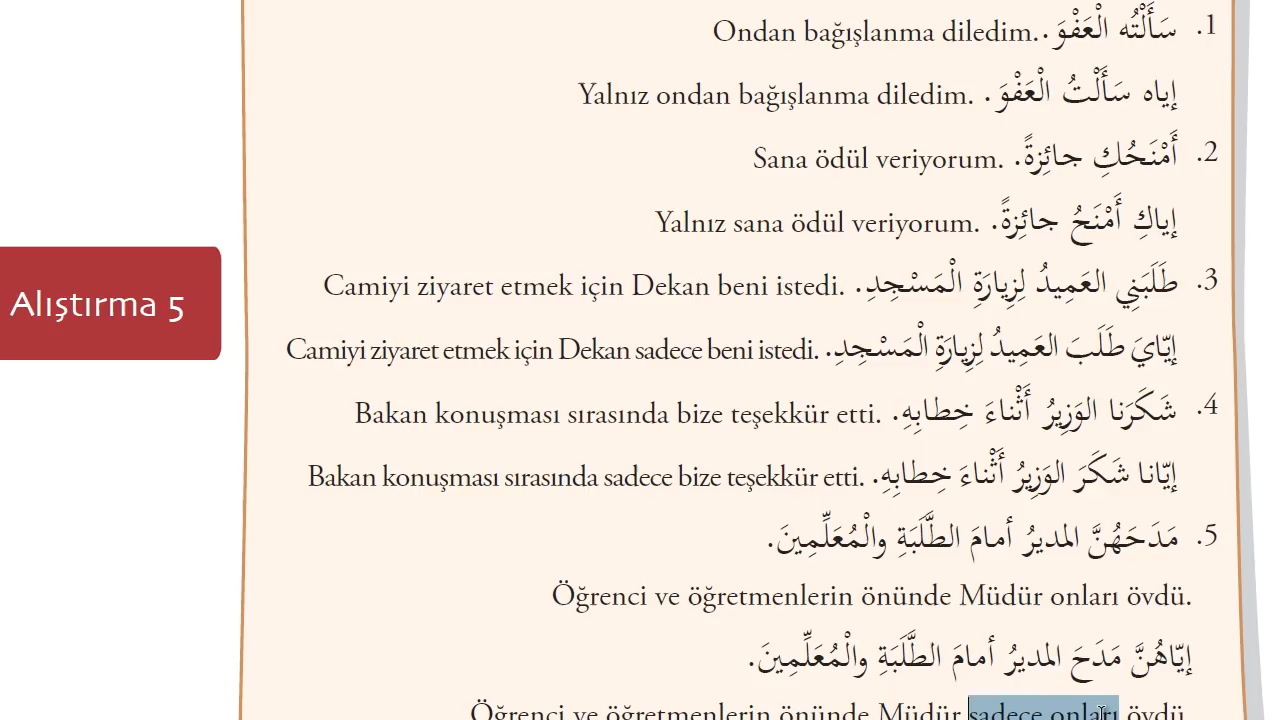 1. سَأَلْتُه الْعَفْوَ. .Ondan bağışlanma diledim
إياه سَأَلْتُ الْعَفْوَ. Yalnız ondan bağışlanma diledim.
2. أَمْنَحُكِ جائِزةً. Sana ödül veriyorum.
إياكِ أَمْنَحُ جائِزةً. Yalnız sana ödül veriyorum.
3. طَلَبَنِي العَمِيدُ لِزِيارَةِ الْمَسْجِدِ. Camiyi ziyaret etmek için Dekan beni istedi.
إيّايَ طَلَبَ العَمِيدُ لِزِيارَةِ الْمَسْجِدِ. Camiyi ziyaret etmek için Dekan sadece beni istedi.
Alıştırma 5
4. شَكَرَنا الوَزِيرُ أَثْناءَ خِطابِهِ. Bakan konuşması sırasında bize teşekkür etti.
إيّانا شَكَرَ الوَزِيرُ أَثْناءَ خِطابِهِ. Bakan konuşması sırasında sadece bize teşekkür etti.
5. مَدَحَهُنَّ المديرُ أمامَ الطَّلَبَةِ والْمُعَلِّمِينَ.
Öğrenci ve öğretmenlerin önünde Müdür onları övdü.
إيّاهُنَّ مَدَحَ المديرُ أمامَ الطَّلَبَةِ والْمُعَلِّمِينَ.
Öğrenci ve öğretmenlerin önünde Müdür sadece onları övdü